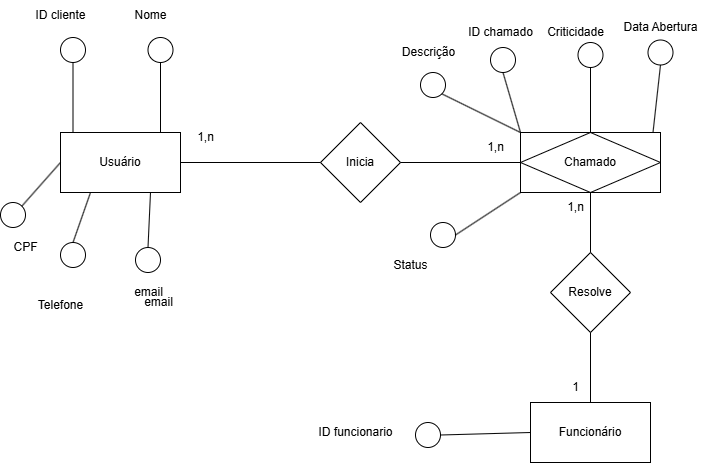 ID cliente
Nome
Descrição
ID chamado
Criticidade
Data Abertura
Usuário
1,n
Inicia
1,n
Chamado
CPF
Telefone
email
email
Status
1,n
Resolve
1
ID funcionario
Funcionário